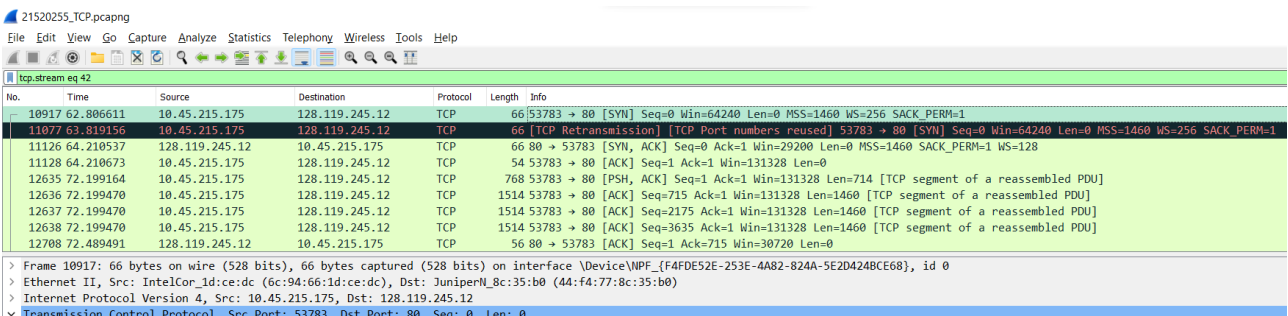 21520255_TCP.pcapng
File Edit View Go Capture Analyze Statistics Telephony Wireless Tools Help
tcp.stream eq 42
No. Time Source Destination Protocol Length Info
10917 62.806611 10.45.215.175 128.119.245.12 TCP 66 53783 → 80 [SYN] Seq=0 Win=64240 Len=0 MSS=1460 WS=256 SACK_PERM=1
11077 63.819156 10.45.215.175 128.119.245.12 TCP 66 [TCP Retransmission] [TCP Port numbers reused] 53783 → 80 [SYN] Seq=0 Win=64240 Len=0 MSS=1460 WS=256 SACK_PERM=1
11126 64.210537 128.119.245.12 10.45.215.175 TCP 66 80 → 53783 [SYN, ACK] Seq=0 Ack=1 Win=29200 Len=0 MSS=1460 SACK_PERM=1 WS=128
11128 64.210673 10.45.215.175 128.119.245.12 TCP 54 53783 → 80 [ACK] Seq=1 Ack=1 Win=131328 Len=0
12635 72.199164 10.45.215.175 128.119.245.12 TCP 768 53783 → 80 [PSH, ACK] Seq=1 Ack=1 Win=131328 Len=714 [TCP segment of a reassembled PDU]
12636 72.199470 10.45.215.175 128.119.245.12 TCP 1514 53783 → 80 [ACK] Seq=715 Ack=1 Win=131328 Len=1460 [TCP segment of a reassembled PDU]
12637 72.199470 10.45.215.175 128.119.245.12 TCP 1514 53783 → 80 [ACK] Seq=2175 Ack=1 Win=131328 Len=1460 [TCP segment of a reassembled PDU]
12638 72.199470 10.45.215.175 128.119.245.12 TCP 1514 53783 → 80 [ACK] Seq=3635 Ack=1 Win=131328 Len=1460 [TCP segment of a reassembled PDU]
12708 72.489491 128.119.245.12 10.45.215.175 TCP 56 80 → 53783 [ACK] Seq=1 Ack=715 Win=30720 Len=0
Frame 10917: 66 bytes on wire (528 bits), 66 bytes captured (528 bits) on interface \Device\NPF_{F4FDE52E-253E-4A82-824A-5E2D424BCE68}, id 0
Ethernet II, Src: IntelCor_1d:ce:dc (6c:94:66:1d:ce:dc), Dst: JuniperN_8c:35:b0 (44:f4:77:8c:35:b0)
Internet Protocol Version 4, Src: 10.45.215.175, Dst: 128.119.245.12
Transmission Control Protocol, Src Port: 53783, Dst Port: 80, Seq: 0, Len: 0